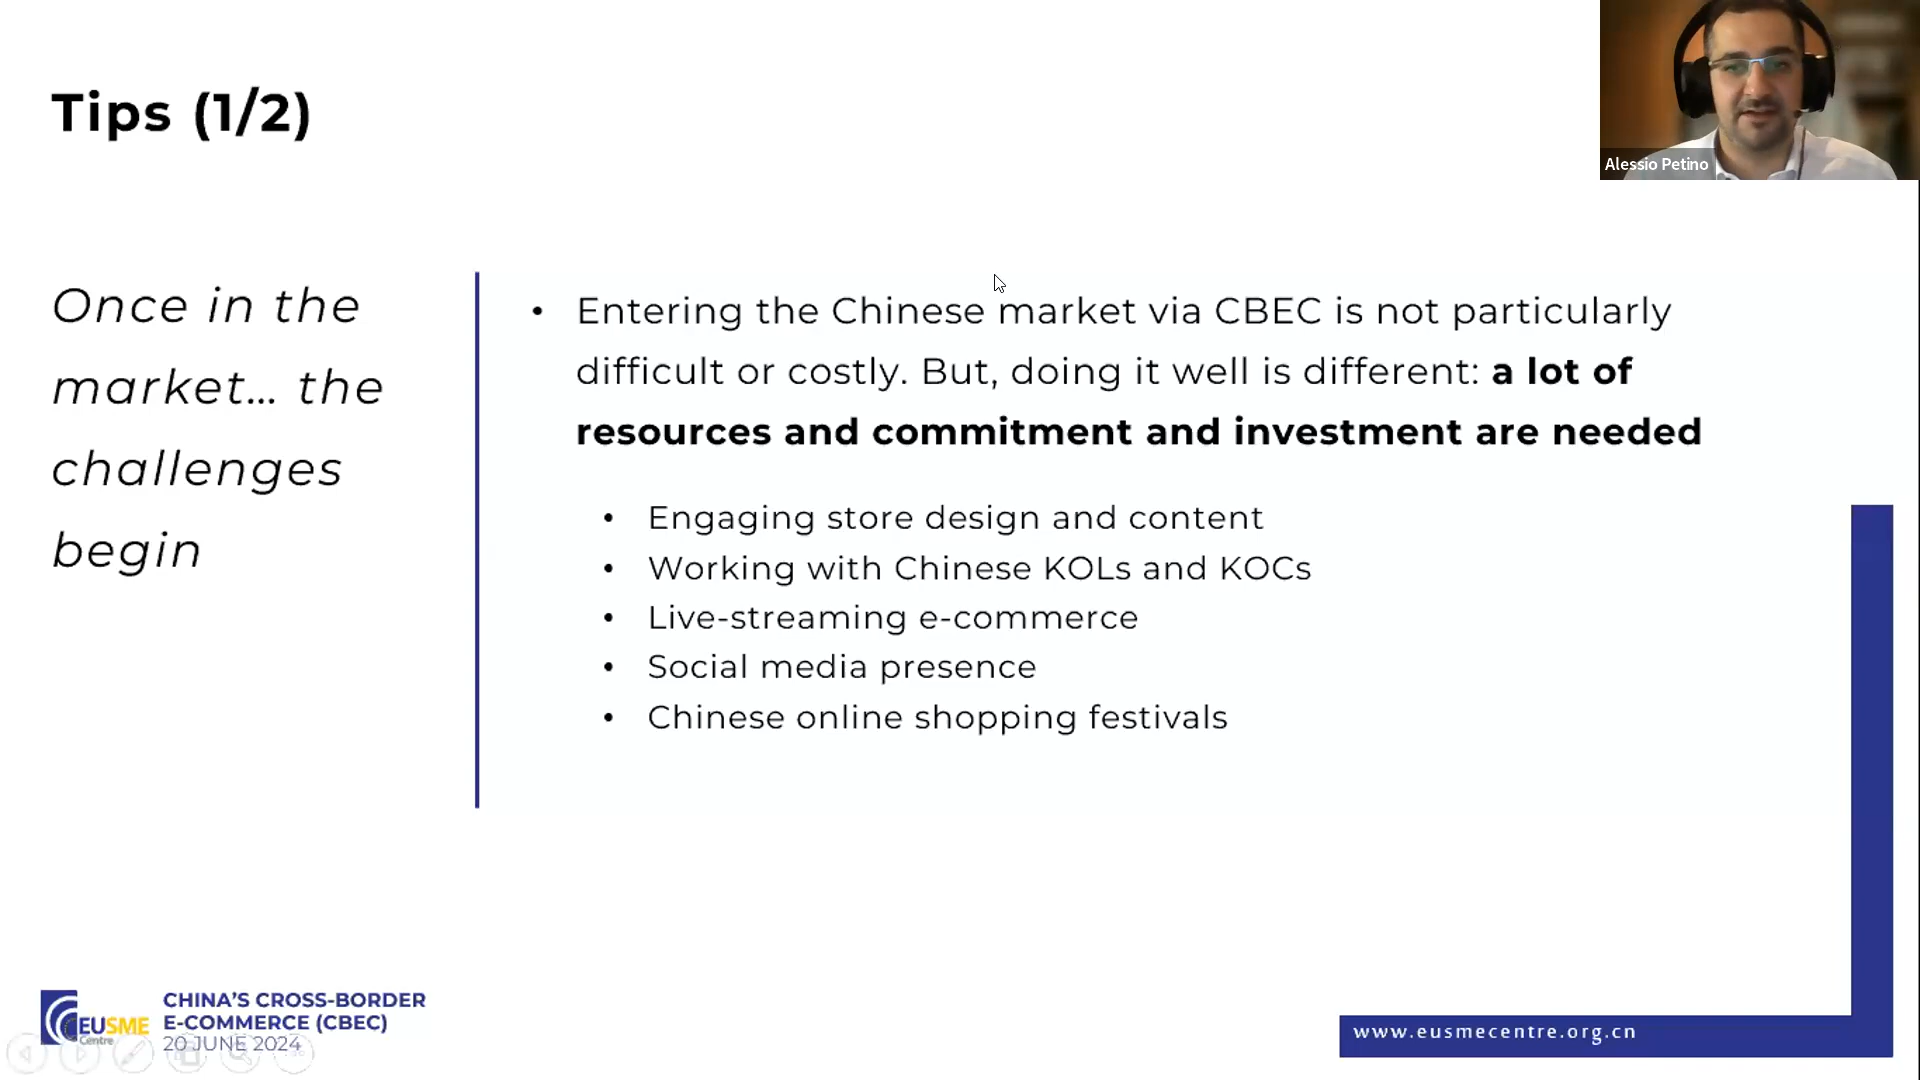 Tips (1/2)
Alessio Petino
Once in the
market... the
challenges
begin
• Entering the Chinese market via CBEC is not particularly
difficult or costly. But, doing it well is different: a lot of
resources and commitment and investment are needed
• Engaging store design and content
• Working with Chinese KOLs and KOCs
• Live-streaming e-commerce
• Social media presence
• Chinese online shopping festivals
EUSME
Centre
CHINA'S CROSS-BORDER
E-COMMERCE (CBEC)
20 JUNE 2024
www.eusmecentre.org.cn